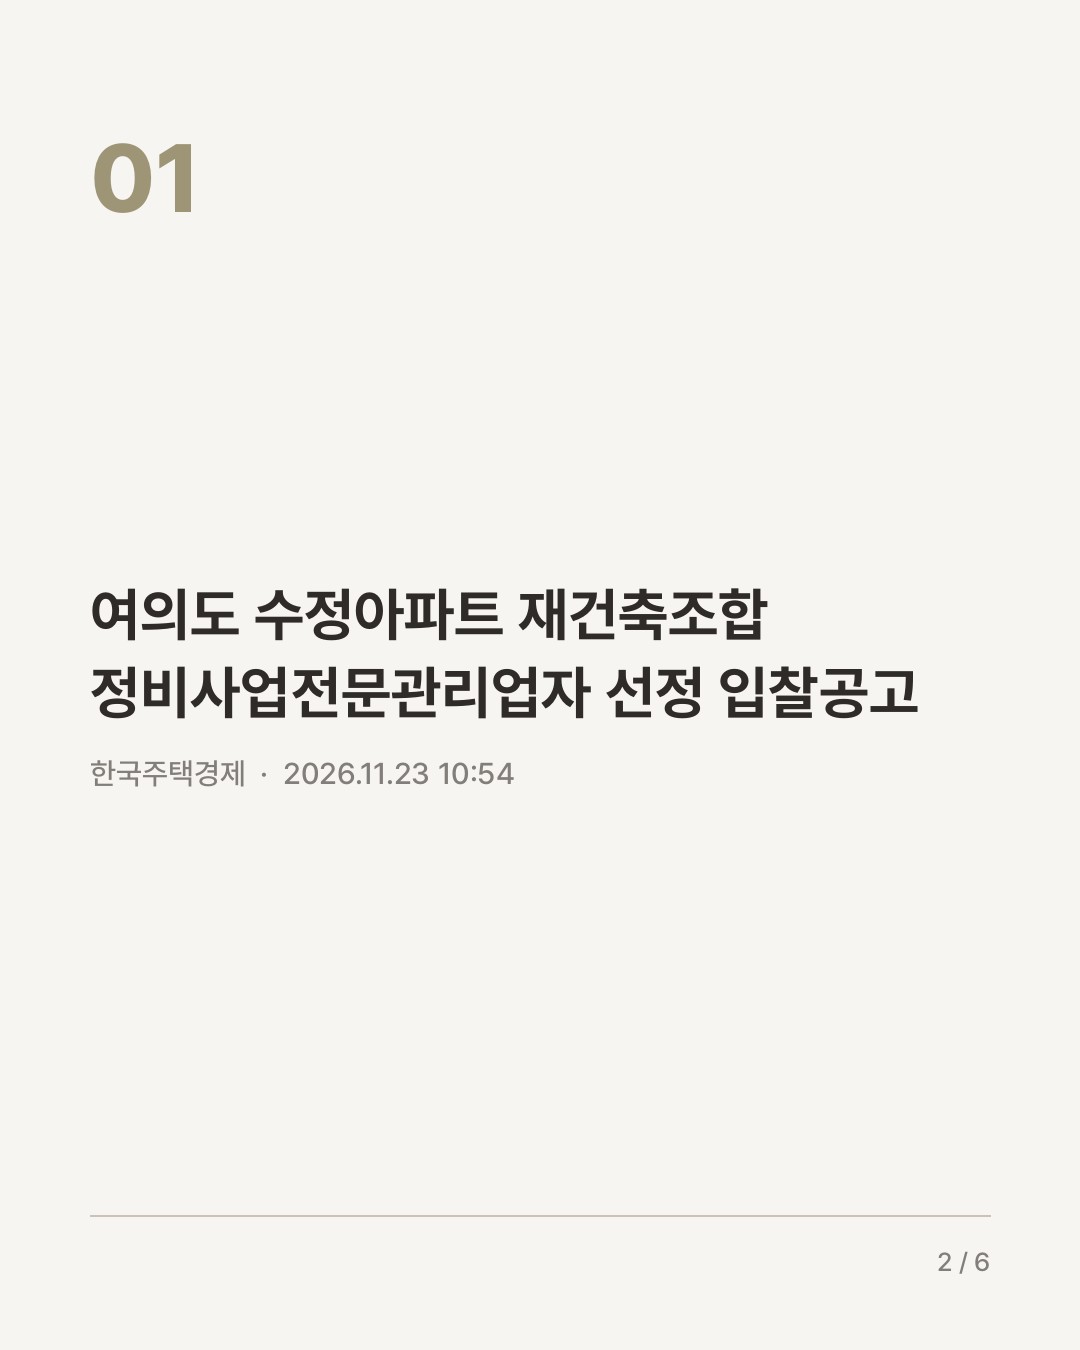 01
여의도 수정아파트 재건축조합
정비사업전문관리업자 선정 입찰공고
한국주택경제 · 2026.11.23 10:54
2 / 6